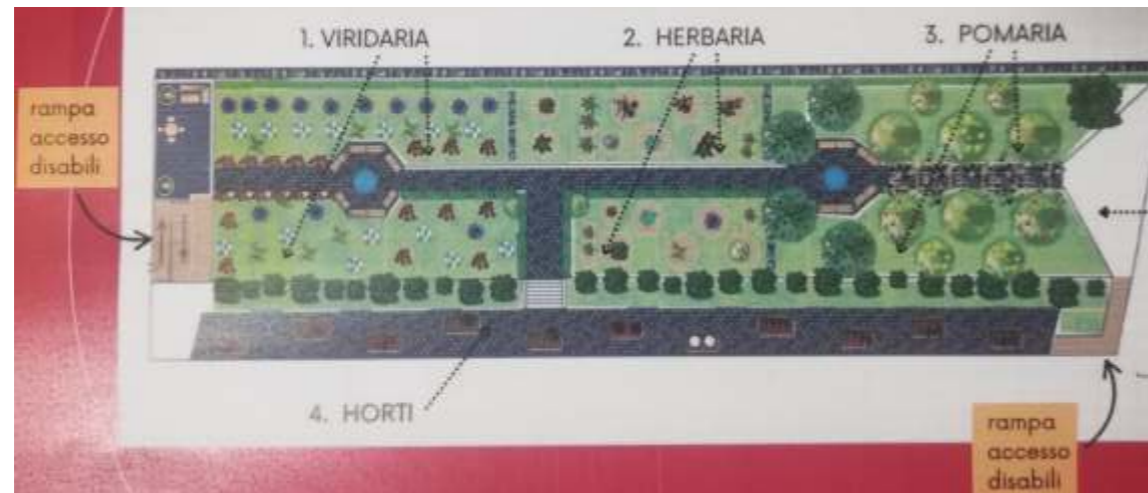 1. VIRIDARIA
2. HERBARIA
3. POMARIA
rampa
accesso
disabili
4. HORTI
rampa
accesso
disabili